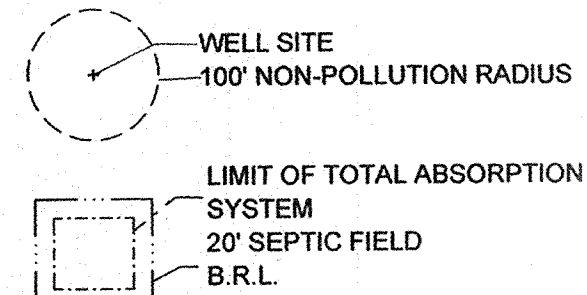 WELL SITE
100' NON-POLLUTION RADIUS
LIMIT OF TOTAL ABSORPTION
SYSTEM
20' SEPTIC FIELD
B.R.L.